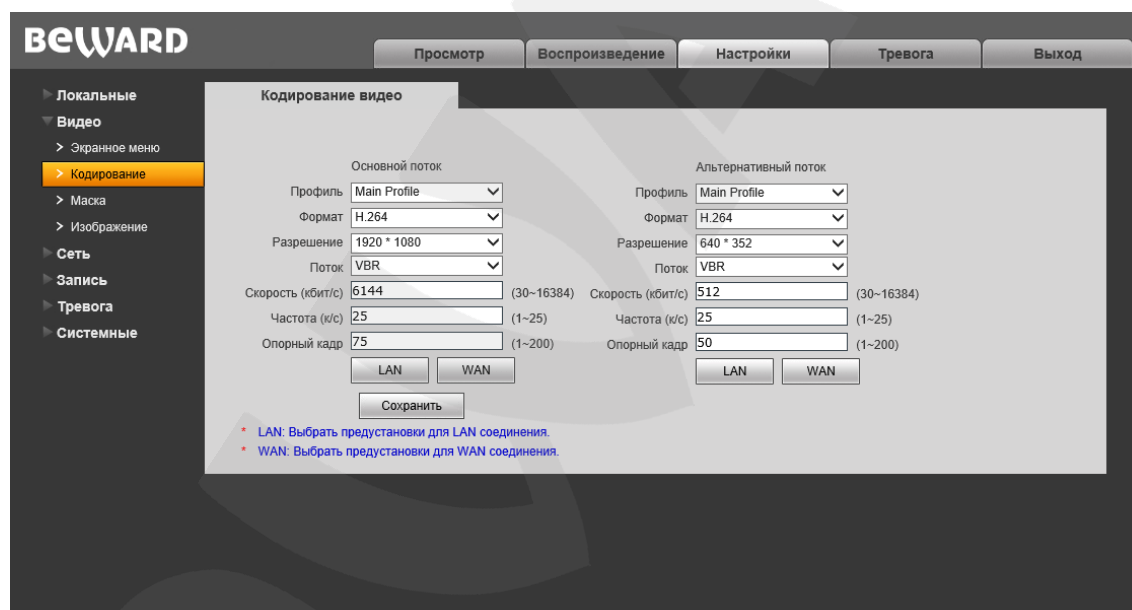 BEWARD
Просмотр Воспроизведение Настройки Тревога Выход
Локальные
Видео
> Экранное меню
> Кодирование
> Маска
> Изображение
Сеть
Запись
Тревога
Системные
Кодирование видео
Основной поток Альтернативный поток
Профиль Main Profile Профиль Main Profile
Формат H.264 Формат H.264
Разрешение 1920 * 1080 Разрешение 640 * 352
Поток VBR Поток VBR
Скорость (кбит/с) 6144 (30~16384) Скорость (кбит/с) 512 (30~16384)
Частота (к/с) 25 (1~25) Частота (к/с) 25 (1~25)
Опорный кадр 75 (1~200) Опорный кадр 50 (1~200)
LAN WAN LAN WAN
Сохранить
* LAN: Выбрать предустановки для LAN соединения.
* WAN: Выбрать предустановки для WAN соединения.